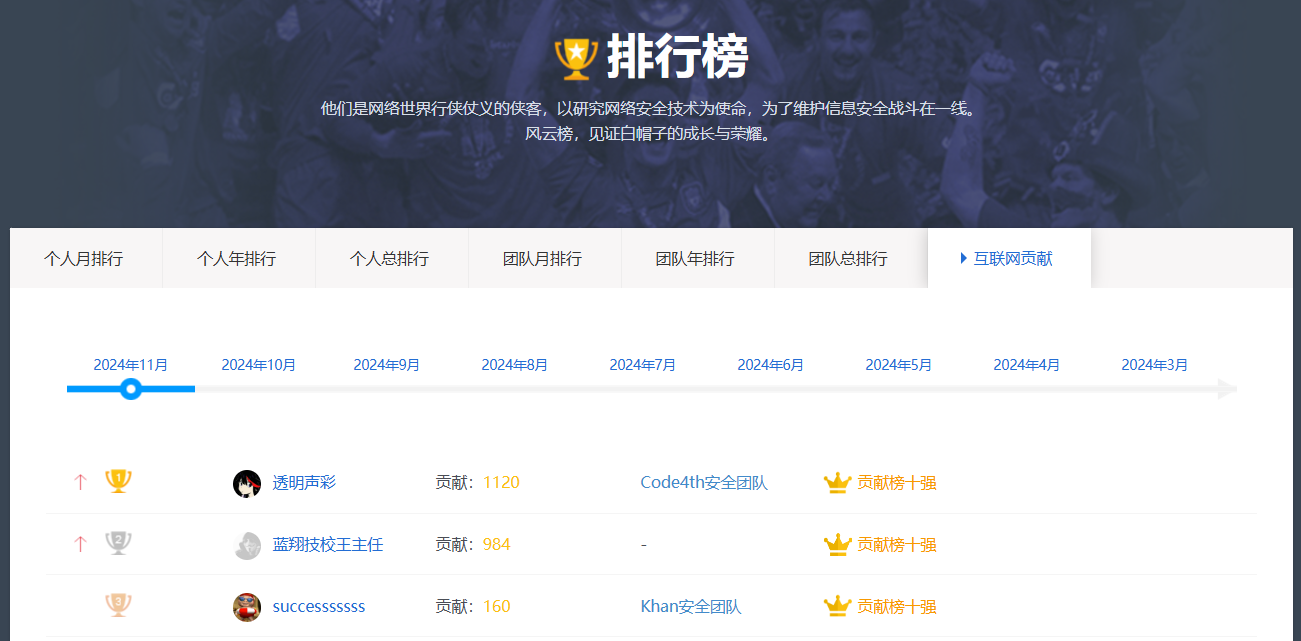 排行榜
他们是网络世界行侠仗义的侠客，以研究网络安全技术为使命，为了维护信息安全战斗在一线。
风云榜，见证白帽子的成长与荣耀。
个人月排行 个人年排行 个人总排行 团队月排行 团队年排行 团队总排行 互联网贡献
2024年11月 2024年10月 2024年9月 2024年8月 2024年7月 2024年6月 2024年5月 2024年4月 2024年3月
1 透明声彩 贡献：1120 Code4th安全团队 贡献榜十强
2 蓝翔技校王主任 贡献：984 - 贡献榜十强
3 successsssss 贡献：160 Khan安全团队 贡献榜十强